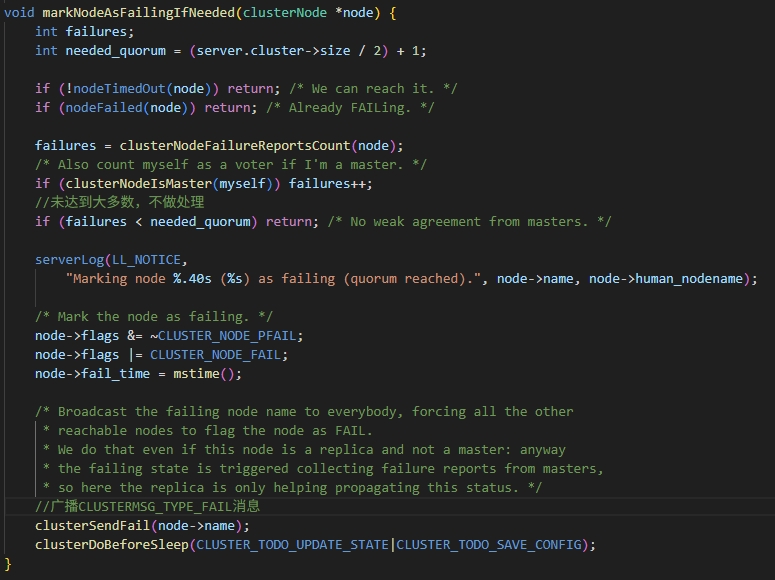 void markNodeAsFailingIfNeeded(clusterNode *node) {
int failures;
int needed_quorum = (server.cluster->size / 2) + 1;
if (!nodeTimedOut(node)) return; /* We can reach it. */
if (nodeFailed(node)) return; /* Already FAILing. */
failures = clusterNodeFailureReportsCount(node);
/* Also count myself as a voter if I'm a master. */
if (clusterNodeIsMaster(myself)) failures++;
//未达到大多数，不做处理
if (failures < needed_quorum) return; /* No weak agreement from masters. */
serverLog(LL_NOTICE,
"Marking node %.40s (%s) as failing (quorum reached).", node->name, node->human_nodename);
/* Mark the node as failing. */
node->flags &= ~CLUSTER_NODE_PFAIL;
node->flags |= CLUSTER_NODE_FAIL;
node->fail_time = mstime();
/* Broadcast the failing node name to everybody, forcing all the other
* reachable nodes to flag the node as FAIL.
* We do that even if this node is a replica and not a master: anyway
* the failing state is triggered collecting failure reports from masters,
* so here the replica is only helping propagating this status. */
//广播CLUSTERMSG_TYPE_FAIL消息
clusterSendFail(node->name);
clusterDoBeforeSleep(CLUSTER_TODO_UPDATE_STATE|CLUSTER_TODO_SAVE_CONFIG);
}